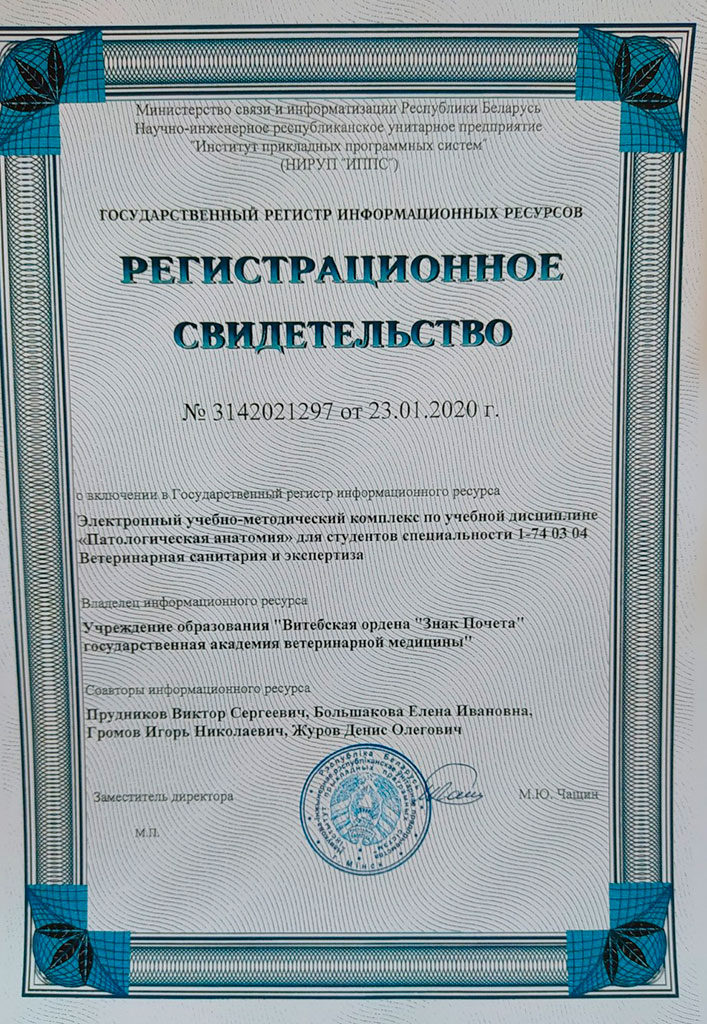 Министерство связи и информатизации Республики Беларусь
Научно-инженерное республиканское унитарное предприятие
"Институт прикладных программных систем"
(НИРУП "ИППС")
ГОСУДАРСТВЕННЫЙ РЕГИСТР ИНФОРМАЦИОННЫХ РЕСУРСОВ
РЕГИСТРАЦИОННОЕ
СВИДЕТЕЛЬСТВО
№ 3142021297 от 23.01.2020 г.
о включении в Государственный регистр информационного ресурса
Электронный учебно-методический комплекс по учебной дисциплине
«Патологическая анатомия» для студентов специальности 1-74 03 04
Ветеринарная санитария и экспертиза
Владелец информационного ресурса
Учреждение образования "Витебская ордена "Знак Почета"
государственная академия ветеринарной медицины"
Соавторы информационного ресурса
Прудников Виктор Сергеевич, Большакова Елена Ивановна,
Громов Игорь Николаевич, Журов Денис Олегович
Заместитель директора
М.Ю. Чащин
М.П.
Рэспубліка Беларусь
г. Мінск